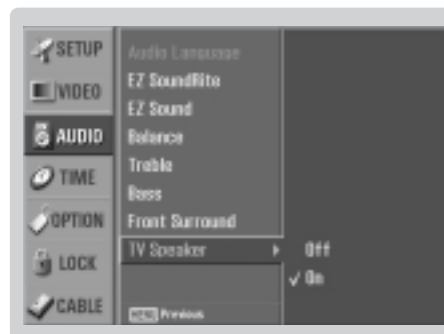 SETUP
VIDEO
AUDIO
TIME
OPTION
LOCK
CABLE
Audio Language
EZ SoundRite
EZ Sound
Balance
Treble
Bass
Front Surround
TV Speaker
Off
✓ On
MENU Previous